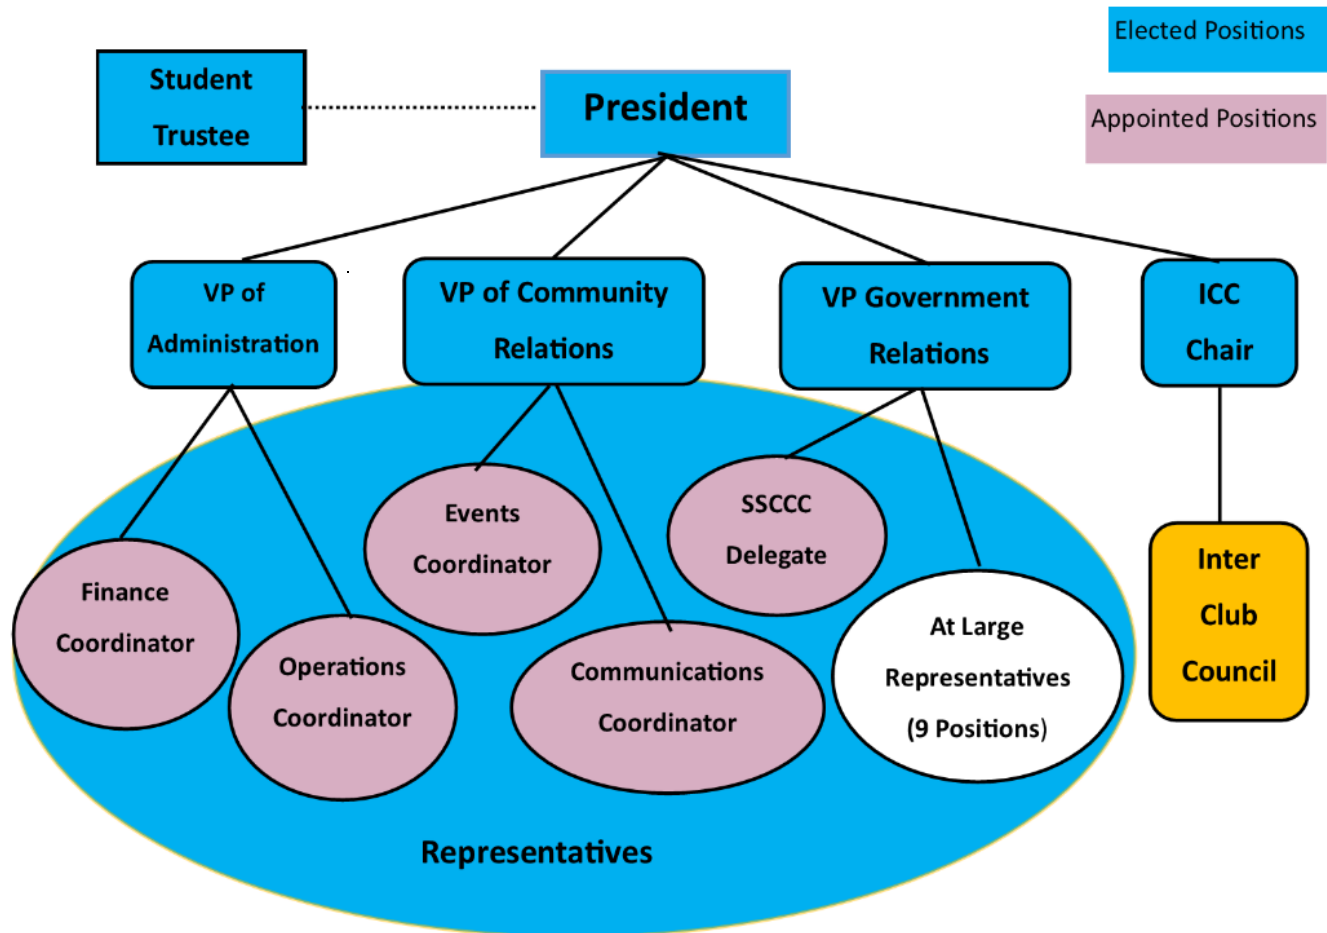 Elected Positions
Appointed Positions
Student
Trustee
President
VP of
Administration
VP of Community
Relations
VP Government
Relations
ICC
Chair
Events
Coordinator
SSCCC
Delegate
Finance
Coordinator
Operations
Coordinator
Communications
Coordinator
At Large
Representatives
(9 Positions)
Inter
Club
Council
Representatives